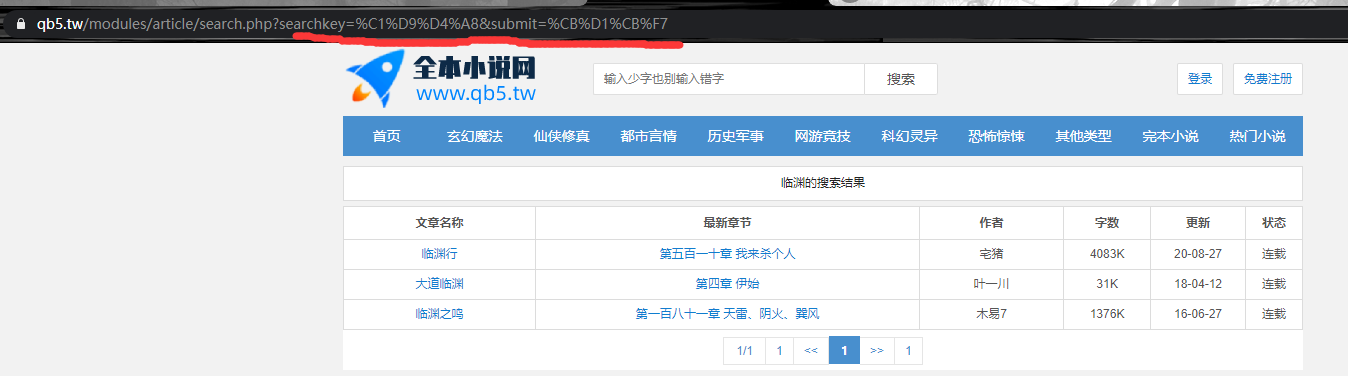 qb5.tw/modules/article/search.php?searchkey=%C1%D9%D4%A8&submit=%CB%D1%CB%F7
全本小说网
www.qb5.tw
输入少字也别输入错字 搜索 登录 免费注册
首页 玄幻魔法 仙侠修真 都市言情 历史军事 网游竞技 科幻灵异 恐怖惊悚 其他类型 完本小说 热门小说
临渊的搜索结果
文章名称 最新章节 作者 字数 更新 状态
临渊行 第五百一十章 我来杀个人 宅猪 4083K 20-08-27 连载
大道临渊 第四章 伊始 叶一川 31K 18-04-12 连载
临渊之鸣 第一百八十一章 天雷、阴火、巽风 木易7 1376K 16-06-27 连载
1/1 1 << 1 >> 1